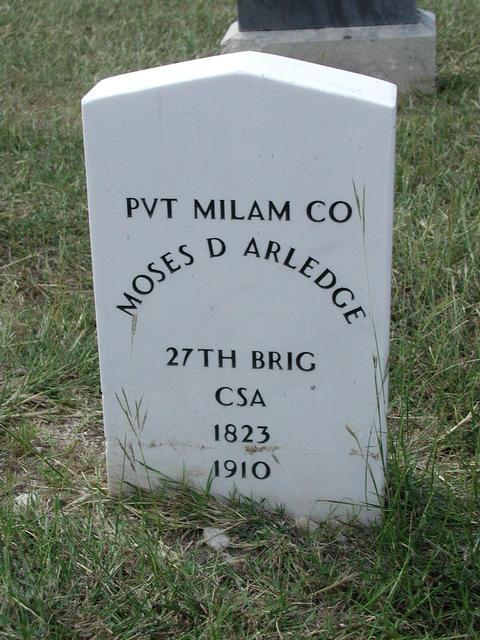 PVT MILAM CO
MOSES D ARLEDGE
27TH BRIG
CSA
1823
1910